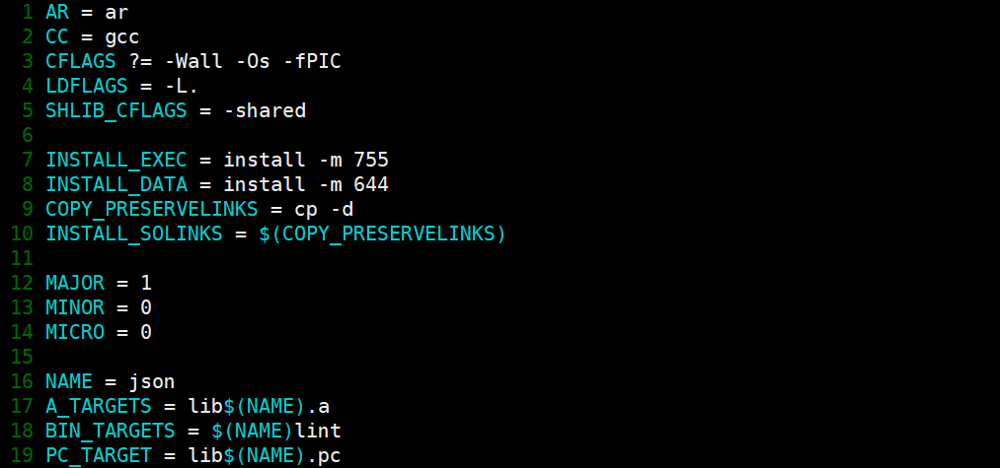 1 AR = ar
2 CC = gcc
3 CFLAGS ?= -Wall -Os -fPIC
4 LDFLAGS = -L.
5 SHLIB_CFLAGS = -shared
6
7 INSTALL_EXEC = install -m 755
8 INSTALL_DATA = install -m 644
9 COPY_PRESERVELINKS = cp -d
10 INSTALL_SOLINKS = $(COPY_PRESERVELINKS)
11
12 MAJOR = 1
13 MINOR = 0
14 MICRO = 0
15
16 NAME = json
17 A_TARGETS = lib$(NAME).a
18 BIN_TARGETS = $(NAME)lint
19 PC_TARGET = lib$(NAME).pc